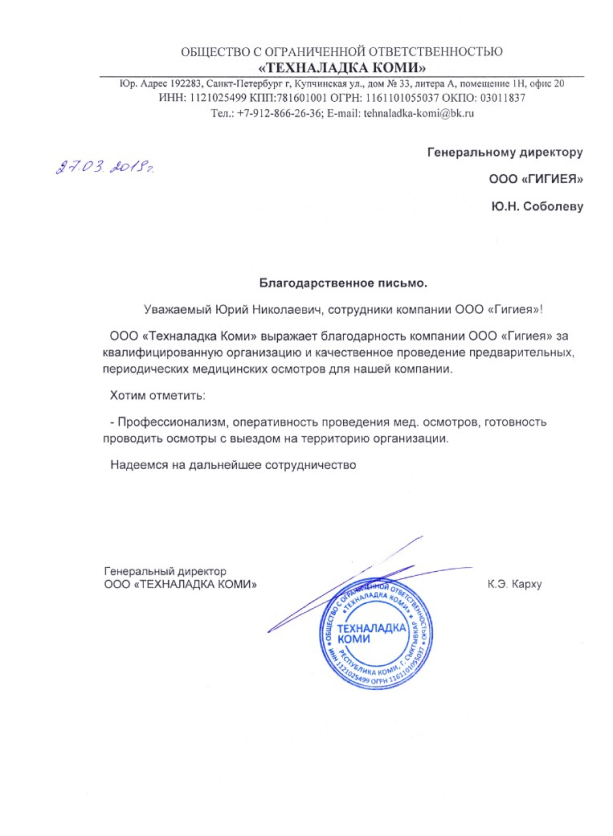 ОБЩЕСТВО С ОГРАНИЧЕННОЙ ОТВЕТСТВЕННОСТЬЮ
«ТЕХНАЛАДКА КОМИ»
Юр. Адрес 192283, Санкт-Петербург г, Купчинская ул., дом № 33, литера А, помещение 1Н, офис 20
ИНН: 1121025499 КПП:781601001 ОГРН: 1161101055037 ОКПО: 03011837
Тел.: +7-912-866-26-36; E-mail: tehnaladka-komi@bk.ru
27.03.2019г.
Генеральному директору
ООО «ГИГИЕЯ»
Ю.Н. Соболеву
Благодарственное письмо.
Уважаемый Юрий Николаевич, сотрудники компании ООО «Гигиея»!
ООО «Техналадка Коми» выражает благодарность компании ООО «Гигиея» за
квалифицированную организацию и качественное проведение предварительных,
периодических медицинских осмотров для нашей компании.
Хотим отметить:
- Профессионализм, оперативность проведения мед. осмотров, готовность
проводить осмотры с выездом на территорию организации.
Надеемся на дальнейшее сотрудничество
Генеральный директор
ООО «ТЕХНАЛАДКА КОМИ»
К.Э. Карху
ОБЩЕСТВО С ОГРАНИЧЕННОЙ ОТВЕТСТВЕННОСТЬЮ
«ТЕХНАЛАДКА КОМИ»
ТЕХНАЛАДКА
КОМИ
РЕСПУБЛИКА КОМИ, Г. СЫКТЫВКАР
ИНН 1121025499 ОГРН 1161101055037